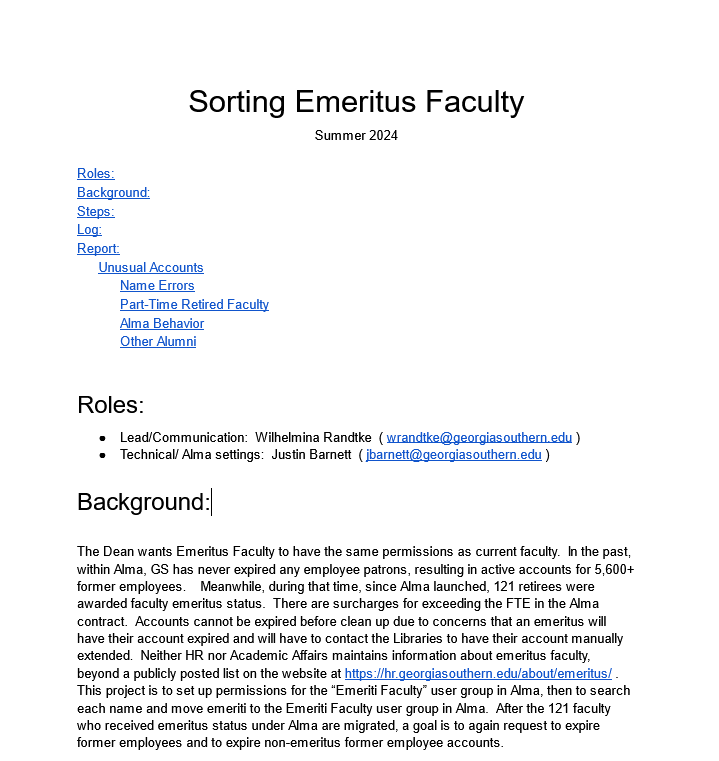 Sorting Emeritus Faculty
Summer 2024
Roles:
Background:
Steps:
Log:
Report:
Unusual Accounts
Name Errors
Part-Time Retired Faculty
Alma Behavior
Other Alumni
Roles:
● Lead/Communication:  Wilhelmina Randtke  ( wrandtke@georgiasouthern.edu )
● Technical/ Alma settings:  Justin Barnett  ( jbarnett@georgiasouthern.edu )
Background:
The Dean wants Emeritus Faculty to have the same permissions as current faculty.  In the past,
within Alma, GS has never expired any employee patrons, resulting in active accounts for 5,600+
former employees.    Meanwhile, during that time, since Alma launched, 121 retirees were
awarded faculty emeritus status.  There are surcharges for exceeding the FTE in the Alma
contract.  Accounts cannot be expired before clean up due to concerns that an emeritus will
have their account expired and will have to contact the Libraries to have their account manually
extended.  Neither HR nor Academic Affairs maintains information about emeritus faculty,
beyond a publicly posted list on the website at https://hr.georgiasouthern.edu/about/emeritus/ .
This project is to set up permissions for the “Emeriti Faculty” user group in Alma, then to search
each name and move emeriti to the Emeriti Faculty user group in Alma.  After the 121 faculty
who received emeritus status under Alma are migrated, a goal is to again request to expire
former employees and to expire non-emeritus former employee accounts.